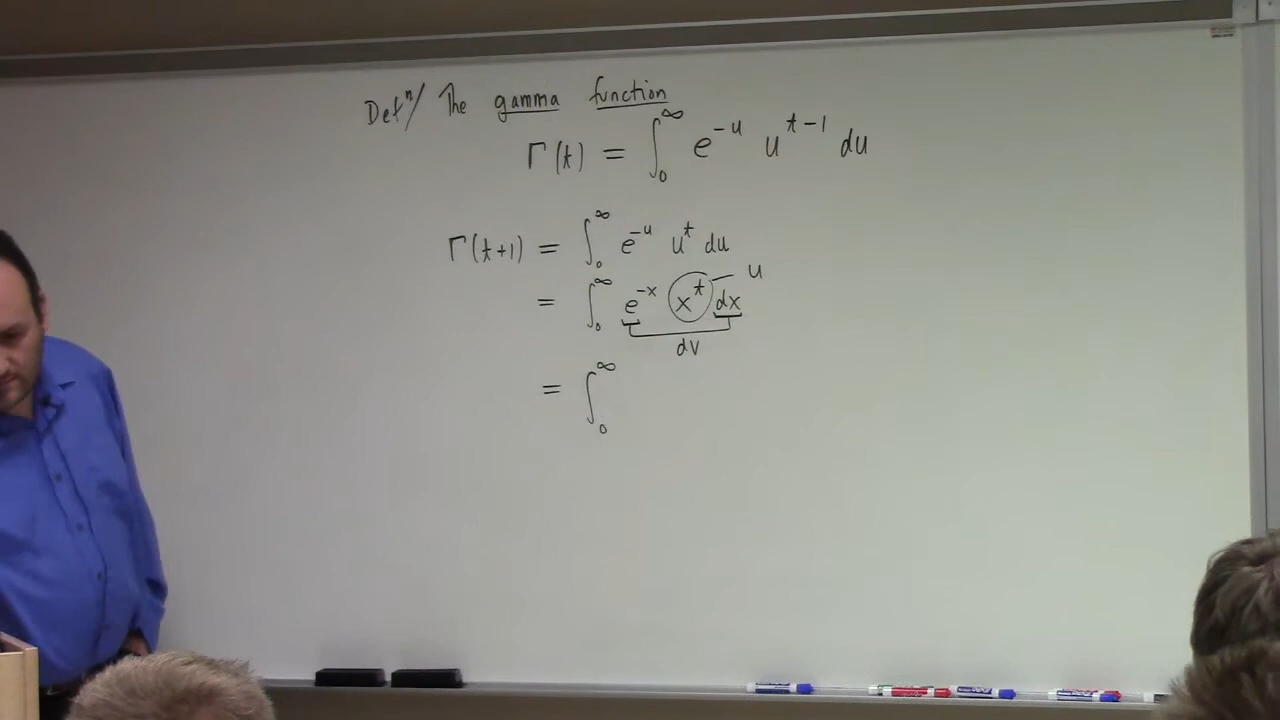 Defⁿ/ The gamma function
Γ(t) = ∫₀^∞ e^{-u} u^{t-1} du
Γ(t+1) = ∫₀^∞ e^{-u} u^t du
= ∫₀^∞ e^{-x} x^t dx u
dv
= ∫₀^∞